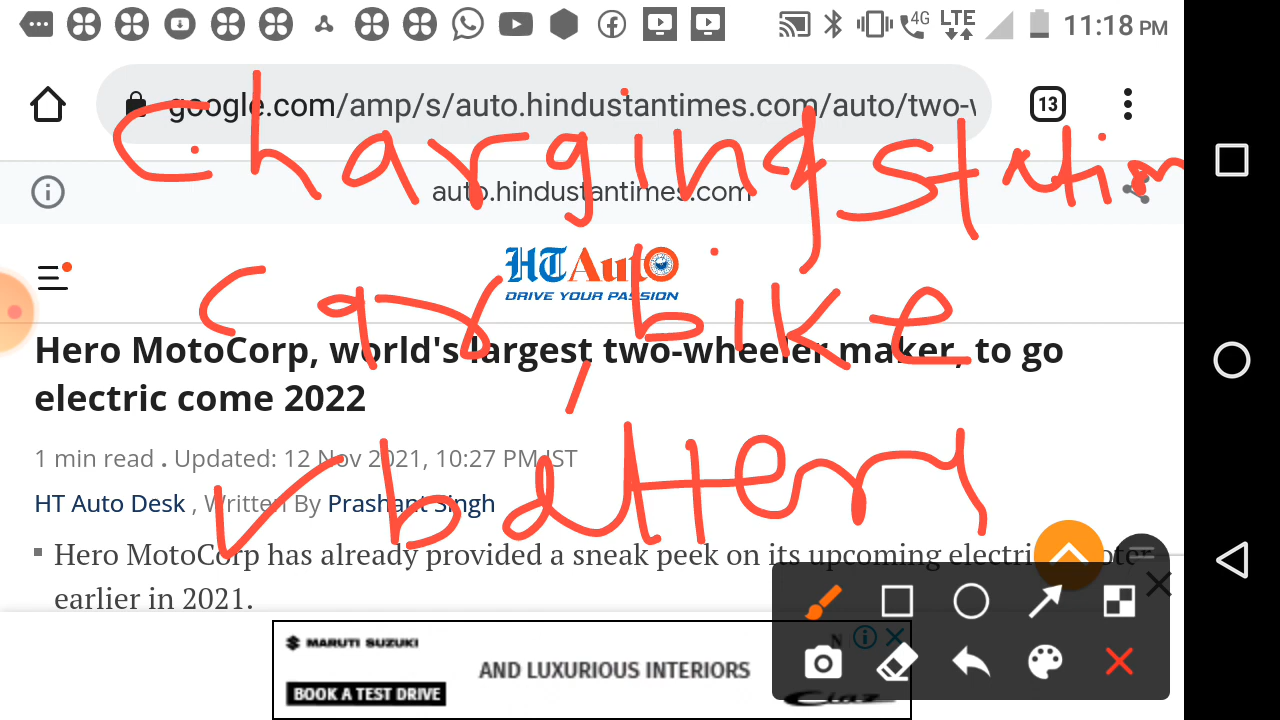 4G LTE 11:18 PM
google.com/amp/s/auto.hindustantimes.com/auto/two-w 13
Charging station
auto.hindustantimes.com
HT Auto
DRIVE YOUR PASSION
car, bike
Hero MotoCorp, world's largest two-wheeler maker, to go
electric come 2022
1 min read . Updated: 12 Nov 2021, 10:27 PM IST
battery
HT Auto Desk , Written By Prashant Singh
Hero MotoCorp has already provided a sneak peek on its upcoming electric
earlier in 2021.
MARUTI SUZUKI
AND LUXURIOUS INTERIORS
BOOK A TEST DRIVE
Ciaz